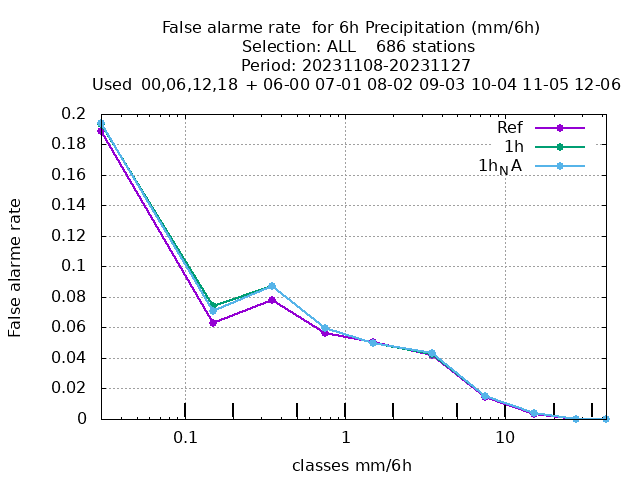 False alarme rate  for 6h Precipitation (mm/6h)
Selection: ALL    686 stations
Period: 20231108-20231127
Used  00,06,12,18  + 06-00 07-01 08-02 09-03 10-04 11-05 12-06
Ref
1h
1h_NA
False alarme rate
0.2
0.18
0.16
0.14
0.12
0.1
0.08
0.06
0.04
0.02
0
0.1
1
10
classes mm/6h